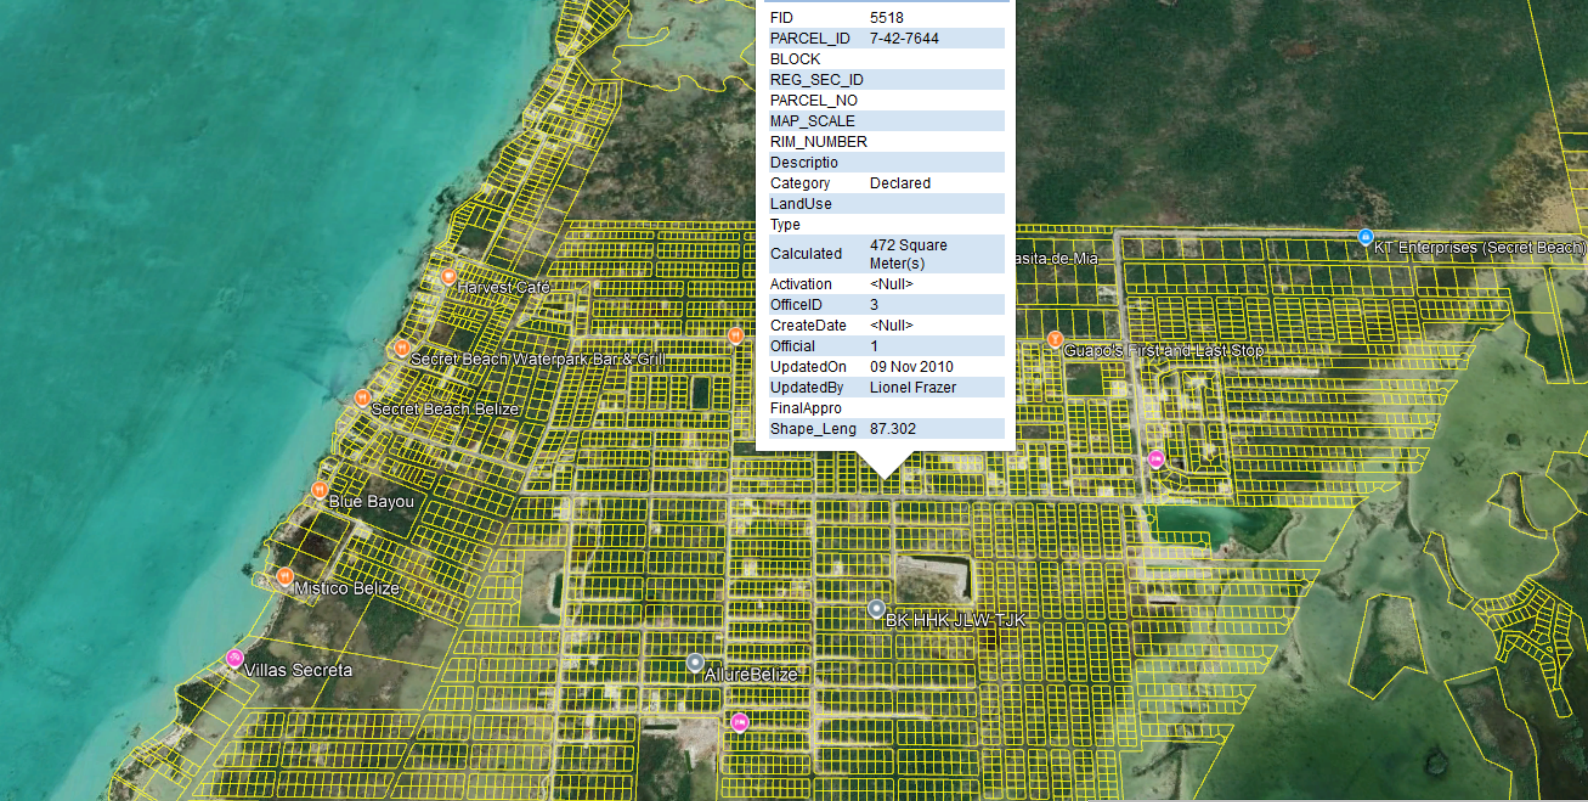 FID 5518
PARCEL_ID 7-42-7644
BLOCK
REG_SEC_ID
PARCEL_NO
MAP_SCALE
RIM_NUMBER
Descriptio
Category Declared
LandUse
Type
Calculated 472 Square
Meter(s)
Activation <Null>
OfficeID 3
CreateDate <Null>
Official 1
UpdatedOn 09 Nov 2010
UpdatedBy Lionel Frazer
FinalAppro
Shape_Leng 87.302
KT Enterprises (Secret Beach)
asita-de-Mia
Harvest Café
Guapo's First and Last Stop
Secret Beach Waterpark Bar & Grill
Secret Beach Belize
Blue Bayou
Mistico Belize
BK HHK JLW TJK
Villas Secreta
AllureBelize